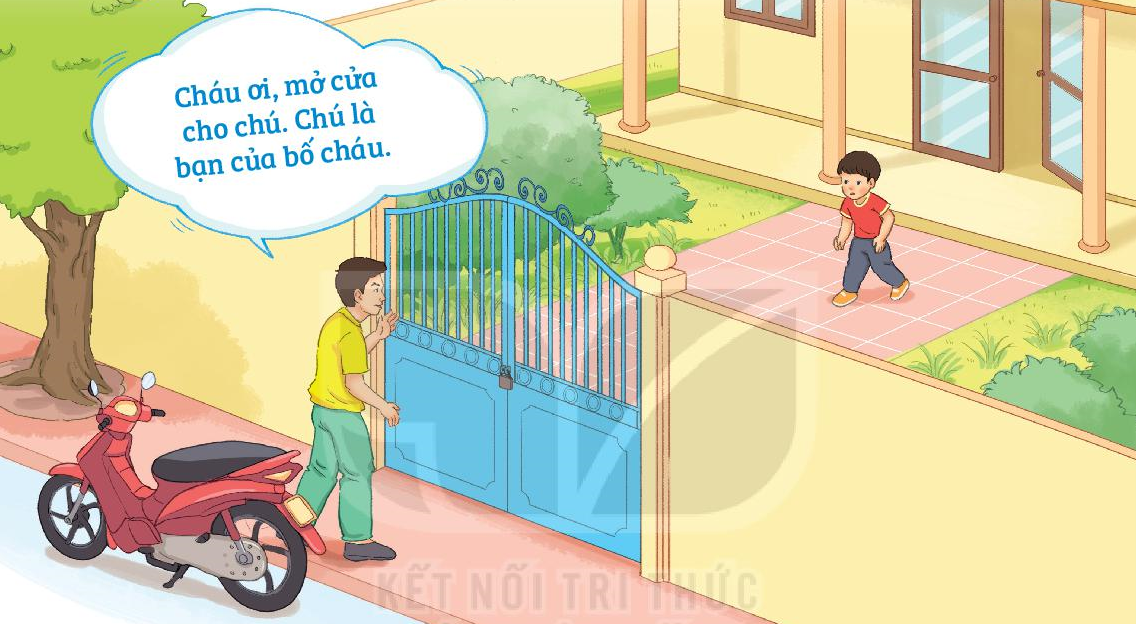 Cháu ơi, mở cửa
cho chú. Chú là
bạn của bố cháu.
KẾT NỐI TRI THỨC